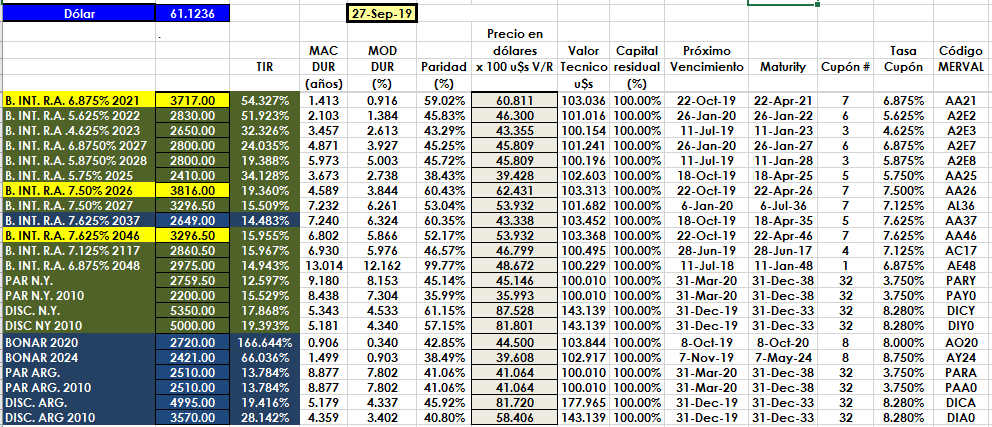 Dólar 61.1236 27-Sep-19
.
Precio en
MAC MOD dólares Valor Capital Próximo Tasa Código
TIR DUR DUR Paridad x 100 u$s V/R Tecnico residual Vencimiento Maturity Cupón # Cupón MERVAL
(años) (%) (%) u$s (%)
B. INT. R.A. 6.875% 2021 3717.00 54.327% 1.413 0.916 59.02% 60.811 103.036 100.00% 22-Oct-19 22-Apr-21 7 6.875% AA21
B. INT. R.A. 5.625% 2022 2830.00 51.923% 2.103 1.384 45.83% 46.300 101.016 100.00% 26-Jan-20 26-Jan-22 6 5.625% A2E2
B. INT. R.A. 4.625% 2023 2650.00 32.326% 3.457 2.613 43.29% 43.355 100.154 100.00% 11-Jul-19 11-Jan-23 3 4.625% A2E3
B. INT. R.A. 6.8750% 2027 2800.00 24.035% 4.871 3.927 45.25% 45.809 101.241 100.00% 26-Jan-20 26-Jan-27 6 6.875% A2E7
B. INT. R.A. 5.8750% 2028 2800.00 19.388% 5.973 5.003 45.72% 45.809 100.196 100.00% 11-Jul-19 11-Jan-28 3 5.875% A2E8
B. INT. R.A. 5.75% 2025 2410.00 34.128% 3.673 2.738 38.43% 39.428 102.603 100.00% 18-Oct-19 18-Apr-25 5 5.750% AA25
B. INT. R.A. 7.50% 2026 3816.00 19.360% 4.589 3.844 60.43% 62.431 103.313 100.00% 22-Oct-19 22-Apr-26 7 7.500% AA26
B. INT. R.A. 7.50% 2027 3296.50 15.509% 7.232 6.261 53.04% 53.932 101.682 100.00% 6-Jan-20 6-Jul-36 7 7.125% AL36
B. INT. R.A. 7.625% 2037 2649.00 14.483% 7.240 6.324 60.35% 43.338 103.452 100.00% 18-Oct-19 18-Apr-35 5 7.625% AA37
B. INT. R.A. 7.625% 2046 3296.50 15.955% 6.802 5.866 52.17% 53.932 103.368 100.00% 22-Oct-19 22-Apr-46 7 7.625% AA46
B. INT. R.A. 7.125% 2117 2860.50 15.967% 6.930 5.976 46.57% 46.799 100.495 100.00% 28-Jun-19 28-Jun-17 4 7.125% AC17
B. INT. R.A. 6.875% 2048 2975.00 14.943% 13.014 12.162 99.77% 48.672 100.229 100.00% 11-Jul-18 11-Jan-48 1 6.875% AE48
PAR N.Y. 2759.50 12.597% 9.180 8.153 45.14% 45.146 100.010 100.00% 31-Mar-20 31-Dec-38 32 3.750% PARY
PAR N.Y. 2010 2200.00 15.529% 8.438 7.304 35.99% 35.993 100.010 100.00% 31-Mar-20 31-Dec-38 32 3.750% PAY0
DISC. N.Y. 5350.00 17.868% 5.343 4.533 61.15% 87.528 143.139 100.00% 31-Dec-19 31-Dec-33 32 8.280% DICY
DISC NY 2010 5000.00 19.393% 5.181 4.340 57.15% 81.801 143.139 100.00% 31-Dec-19 31-Dec-33 32 8.280% DIY0
BONAR 2020 2720.00 166.644% 0.906 0.340 42.85% 44.500 103.844 100.00% 8-Oct-19 8-Oct-20 8 8.000% AO20
BONAR 2024 2421.00 66.036% 1.499 0.903 38.49% 39.608 102.917 100.00% 7-Nov-19 7-May-24 8 8.750% AY24
PAR ARG. 2510.00 13.784% 8.877 7.802 41.06% 41.064 100.010 100.00% 31-Mar-20 31-Dec-38 32 3.750% PARA
PAR ARG. 2010 2510.00 13.784% 8.877 7.802 41.06% 41.064 100.010 100.00% 31-Mar-20 31-Dec-38 32 3.750% PAA0
DISC. ARG. 4995.00 19.416% 5.179 4.337 45.92% 81.720 177.965 100.00% 31-Dec-19 31-Dec-33 32 8.280% DICA
DISC. ARG 2010 3570.00 28.142% 4.359 3.402 40.80% 58.406 143.139 100.00% 31-Dec-19 31-Dec-33 32 8.280% DIA0